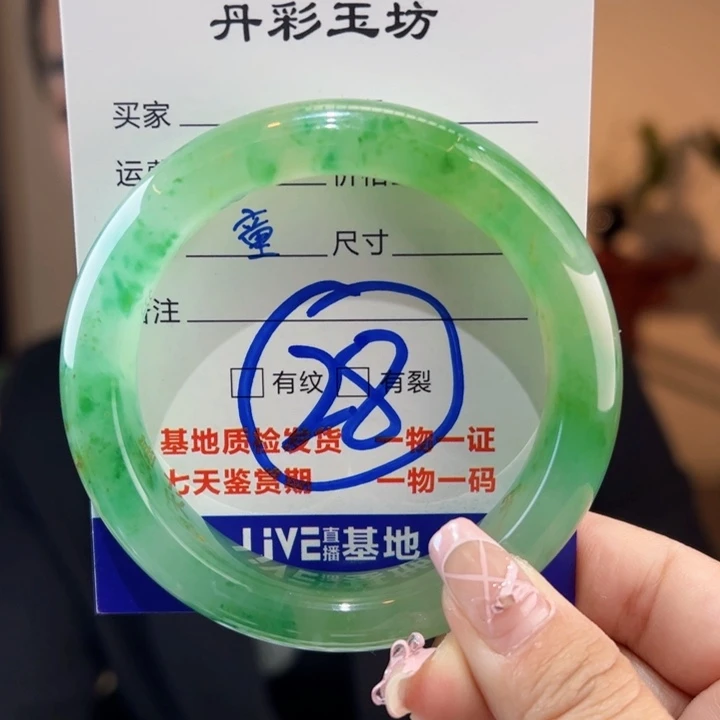 丹彩玉坊
买家
运
童 尺寸
注
28
有纹 有裂
基地质检发货 一物一证
七天鉴赏期 一物一码
LiVE直播基地